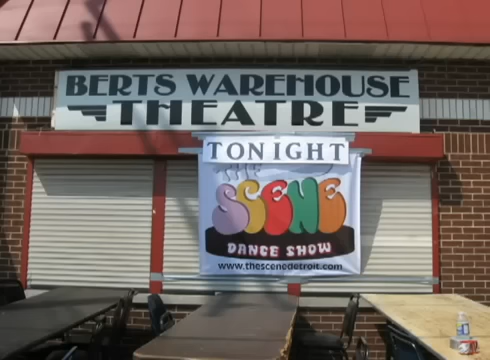 BERTS WAREHOUSE
THEATRE
TONIGHT
THE
SCENE
DANCE SHOW
www.thescenedetroit.com